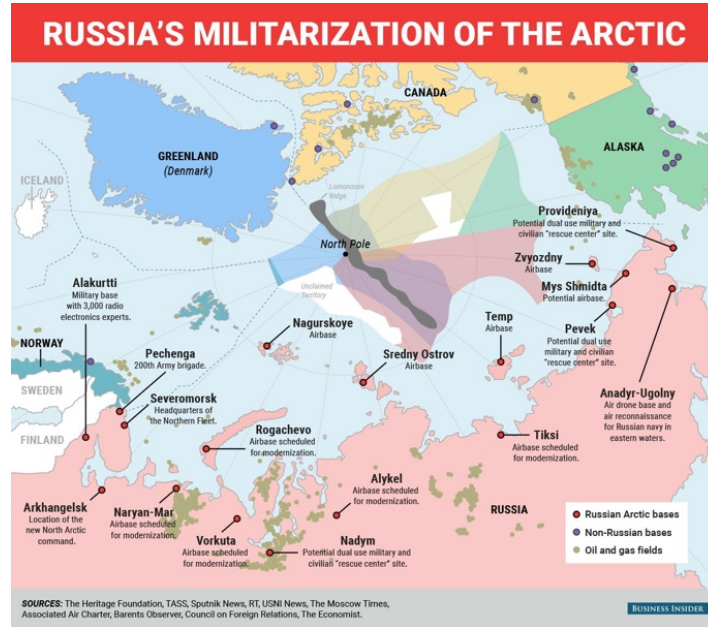 RUSSIA'S MILITARIZATION OF THE ARCTIC
CANADA
GREENLAND
(Denmark)
ALASKA
ICELAND
Lomonosov
Ridge
North Pole
Unclaimed
Territory
Provideniya
Potential dual use military and
civilian "rescue center" site.
Zvyozdny
Airbase
Mys Shmidta
Potential airbase.
Alakurtti
Military base
with 3,000 radio
electronics experts.
Nagurskoye
Airbase
Temp
Airbase
Pevek
Potential dual use
military and civilian
"rescue center" site.
NORWAY
Pechenga
200th Army brigade.
Sredny Ostrov
Airbase
SWEDEN
Severomorsk
Headquarters of
the Northern Fleet.
Anadyr-Ugolny
Air drone base and
air reconnaissance
for Russian navy in
eastern waters.
FINLAND
Rogachevo
Airbase scheduled
for modernization.
Tiksi
Airbase scheduled
for modernization.
Arkhangelsk
Location of the
new North Arctic
command.
Naryan-Mar
Airbase scheduled
for modernization.
Alykel
Airbase scheduled
for modernization.
RUSSIA
Vorkuta
Airbase scheduled
for modernization.
Nadym
Potential dual use military and
civilian "rescue center" site.
Russian Arctic bases
Non-Russian bases
Oil and gas fields
SOURCES: The Heritage Foundation, TASS, Sputnik News, RT, USNI News, The Moscow Times,
Associated Air Charter, Barents Observer, Council on Foreign Relations, The Economist.
BUSINESS INSIDER